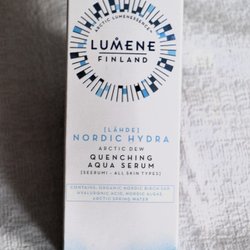 ARCTIC LUMENESSENCE
LUMENE
FINLAND
[LÄHDE]
NORDIC HYDRA
ARCTIC DEW
QUENCHING
AQUA SERUM
[SEERUMI - ALL SKIN TYPES]
CONTAINS: ORGANIC NORDIC BIRCH SAP,
HYALURONIC ACID, NORDIC ALGAE,
ARCTIC SPRING WATER